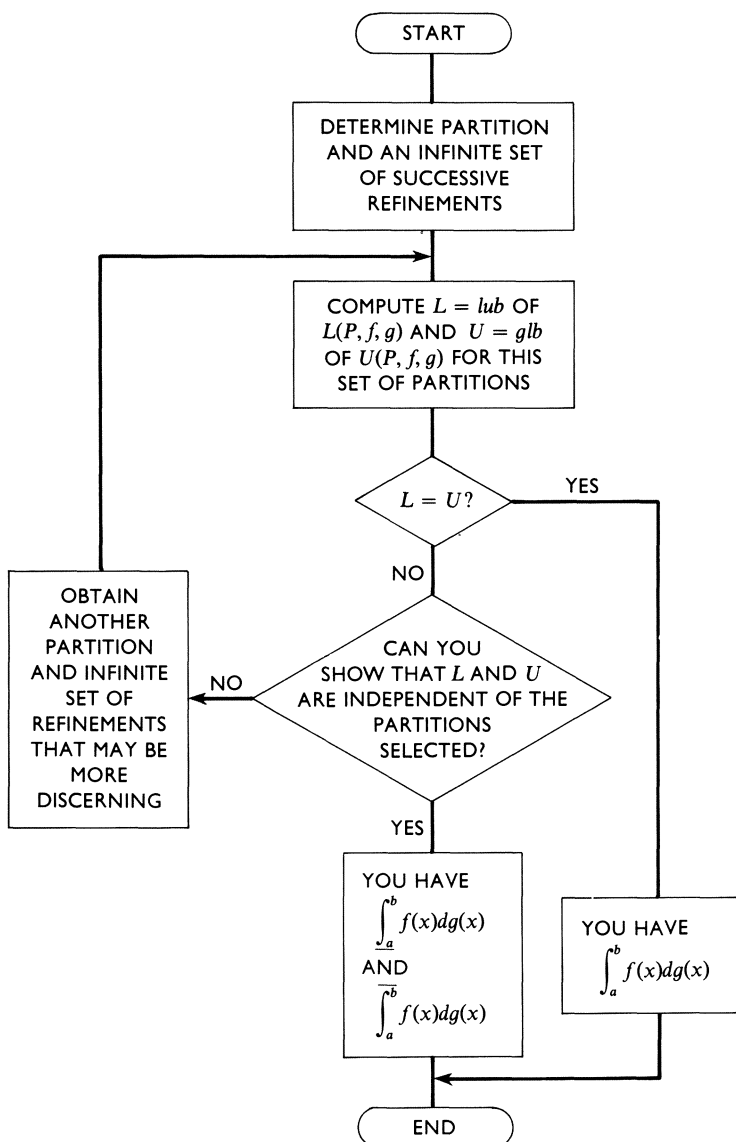 START
DETERMINE PARTITION
AND AN INFINITE SET
OF SUCCESSIVE
REFINEMENTS
COMPUTE L = lub OF
L(P, f, g) AND U = glb
OF U(P, f, g) FOR THIS
SET OF PARTITIONS
L = U?
YES
NO
CAN YOU
SHOW THAT L AND U
ARE INDEPENDENT OF THE
PARTITIONS
SELECTED?
NO
OBTAIN
ANOTHER
PARTITION
AND INFINITE
SET OF
REFINEMENTS
THAT MAY BE
MORE
DISCERNING
YES
YOU HAVE
∫̲ₐᵇ f(x)dg(x)
AND
∫̅ₐᵇ f(x)dg(x)
YOU HAVE
∫ₐᵇ f(x)dg(x)
END